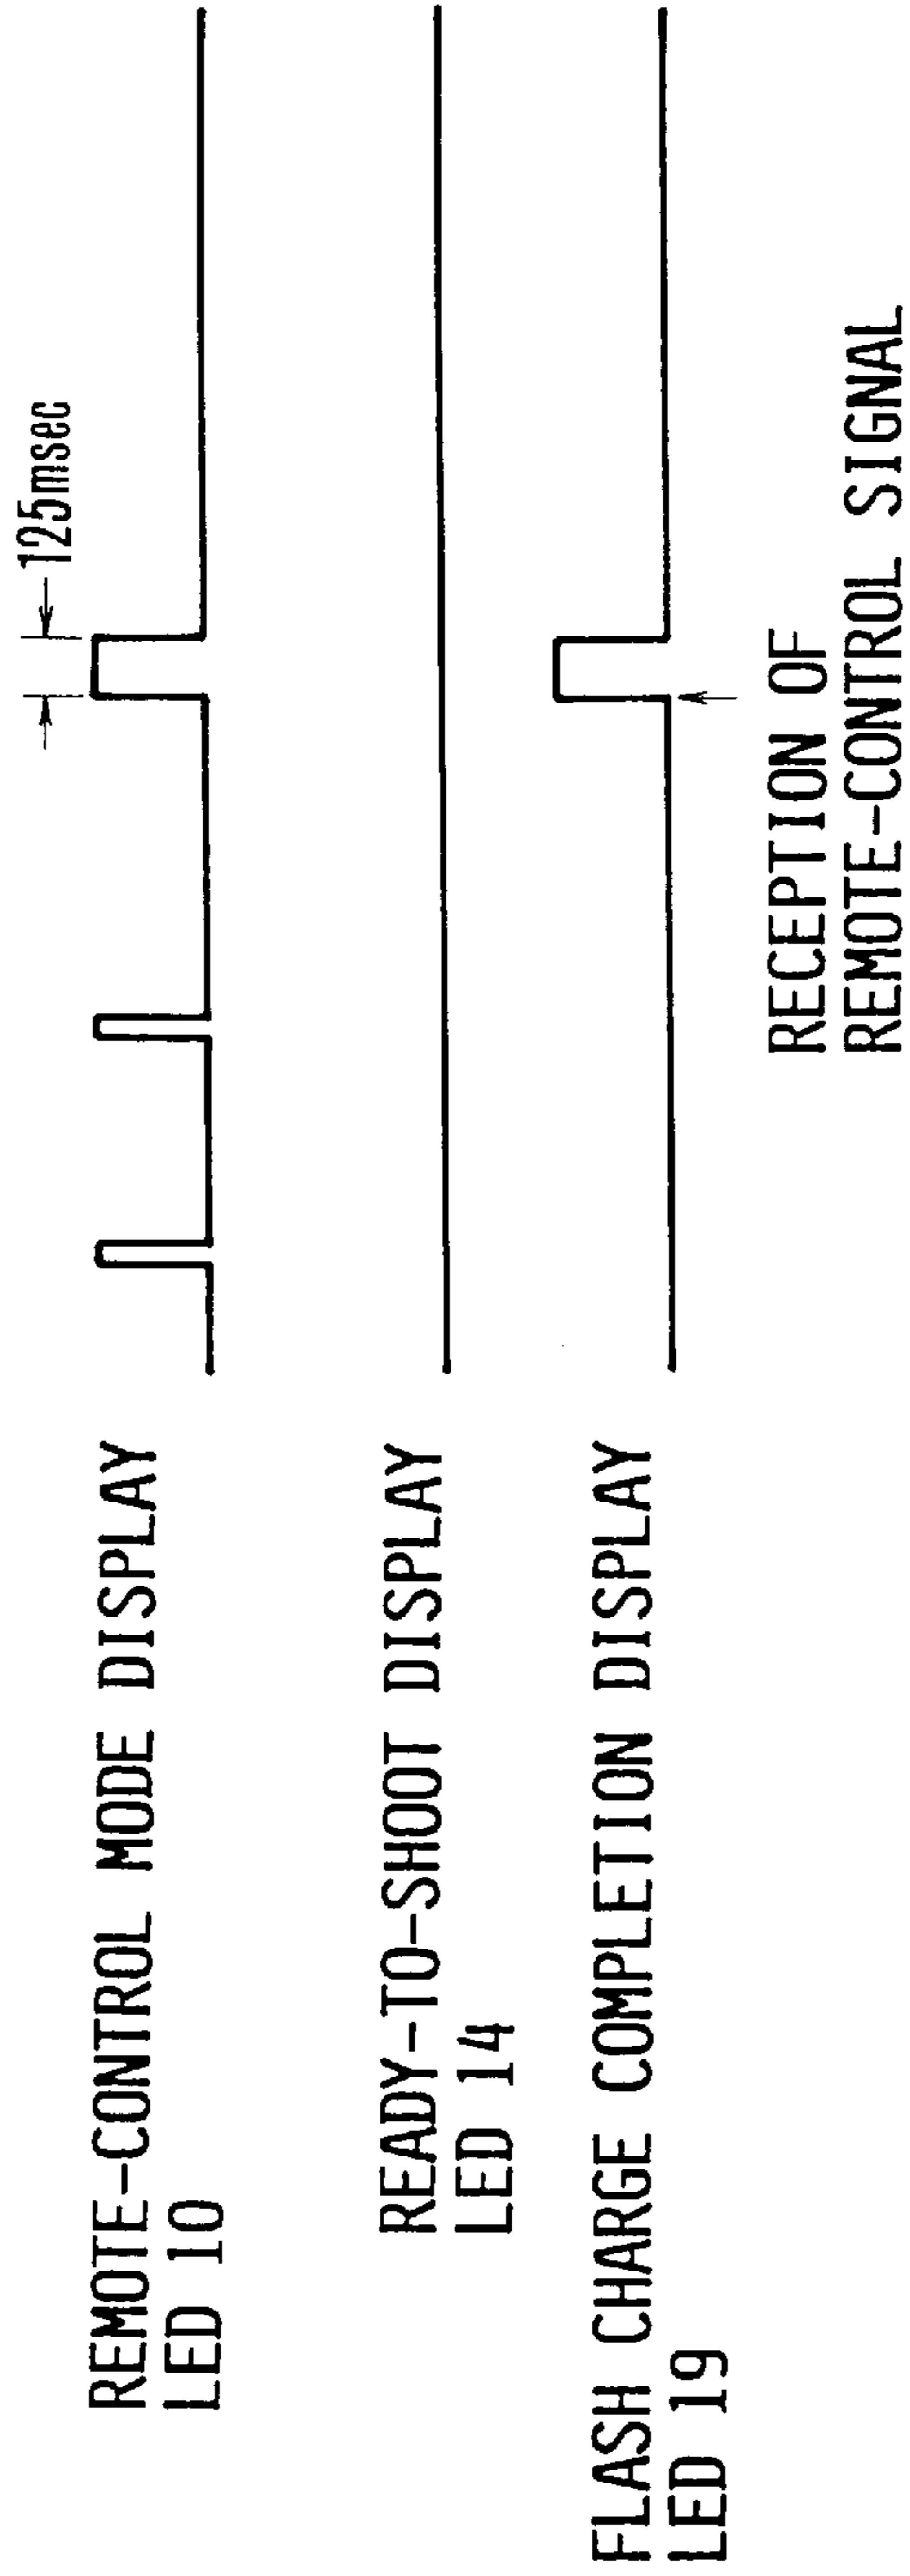 125msec
REMOTE-CONTROL MODE DISPLAY
LED 10
READY-TO-SHOOT DISPLAY
LED 14
FLASH CHARGE COMPLETION DISPLAY
LED 19
RECEPTION OF
REMOTE-CONTROL SIGNAL